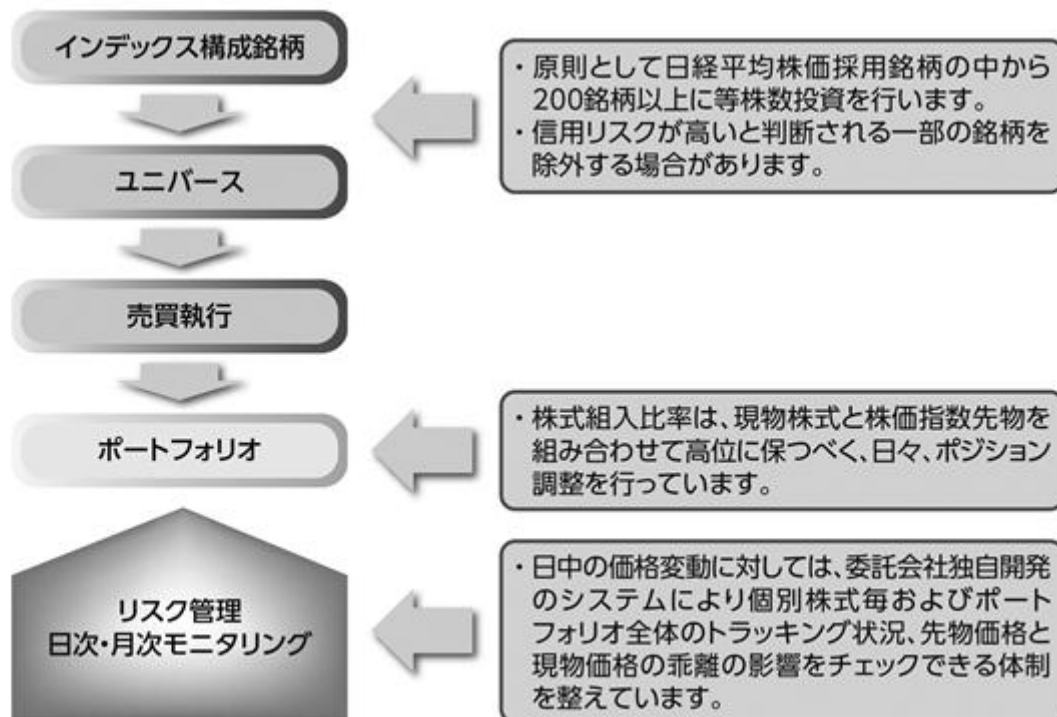 インデックス構成銘柄
・原則として日経平均株価採用銘柄の中から
200銘柄以上に等株数投資を行います。
・信用リスクが高いと判断される一部の銘柄を
除外する場合があります。
ユニバース
売買執行
ポートフォリオ
・株式組入比率は、現物株式と株価指数先物を
組み合わせて高位に保つべく、日々、ポジション
調整を行っています。
リスク管理
日次・月次モニタリング
・日中の価格変動に対しては、委託会社独自開発
のシステムにより個別株式毎およびポート
フォリオ全体のトラッキング状況、先物価格と
現物価格の乖離の影響をチェックできる体制
を整えています。